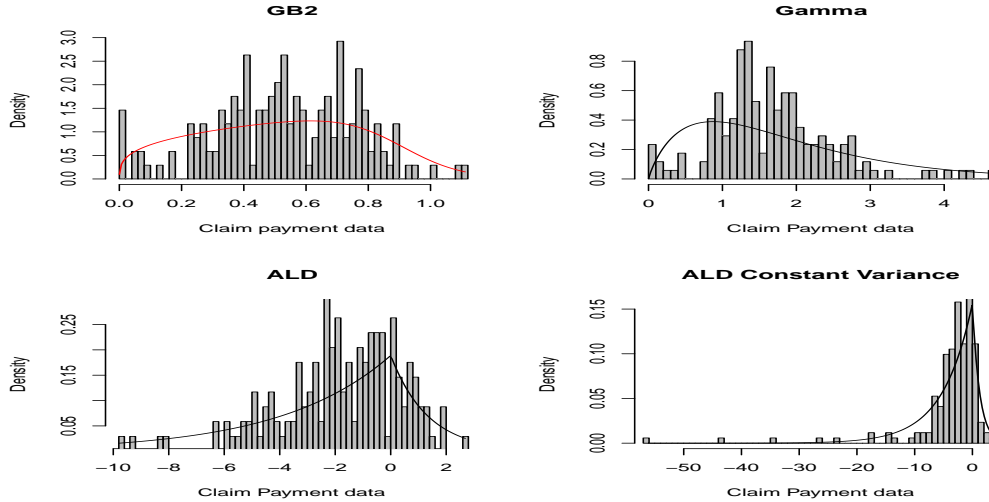 GB2
Density
0.0 0.5 1.0 1.5 2.0 2.5 3.0
0.0 0.2 0.4 0.6 0.8 1.0
Claim payment data
Gamma
Density
0.0 0.2 0.4 0.6 0.8
0 1 2 3 4
Claim Payment data
ALD
Density
0.05 0.15 0.25
−10 −8 −6 −4 −2 0 2
Claim Payment data
ALD Constant Variance
Density
0.00 0.05 0.10 0.15
−50 −40 −30 −20 −10 0
Claim Payment data